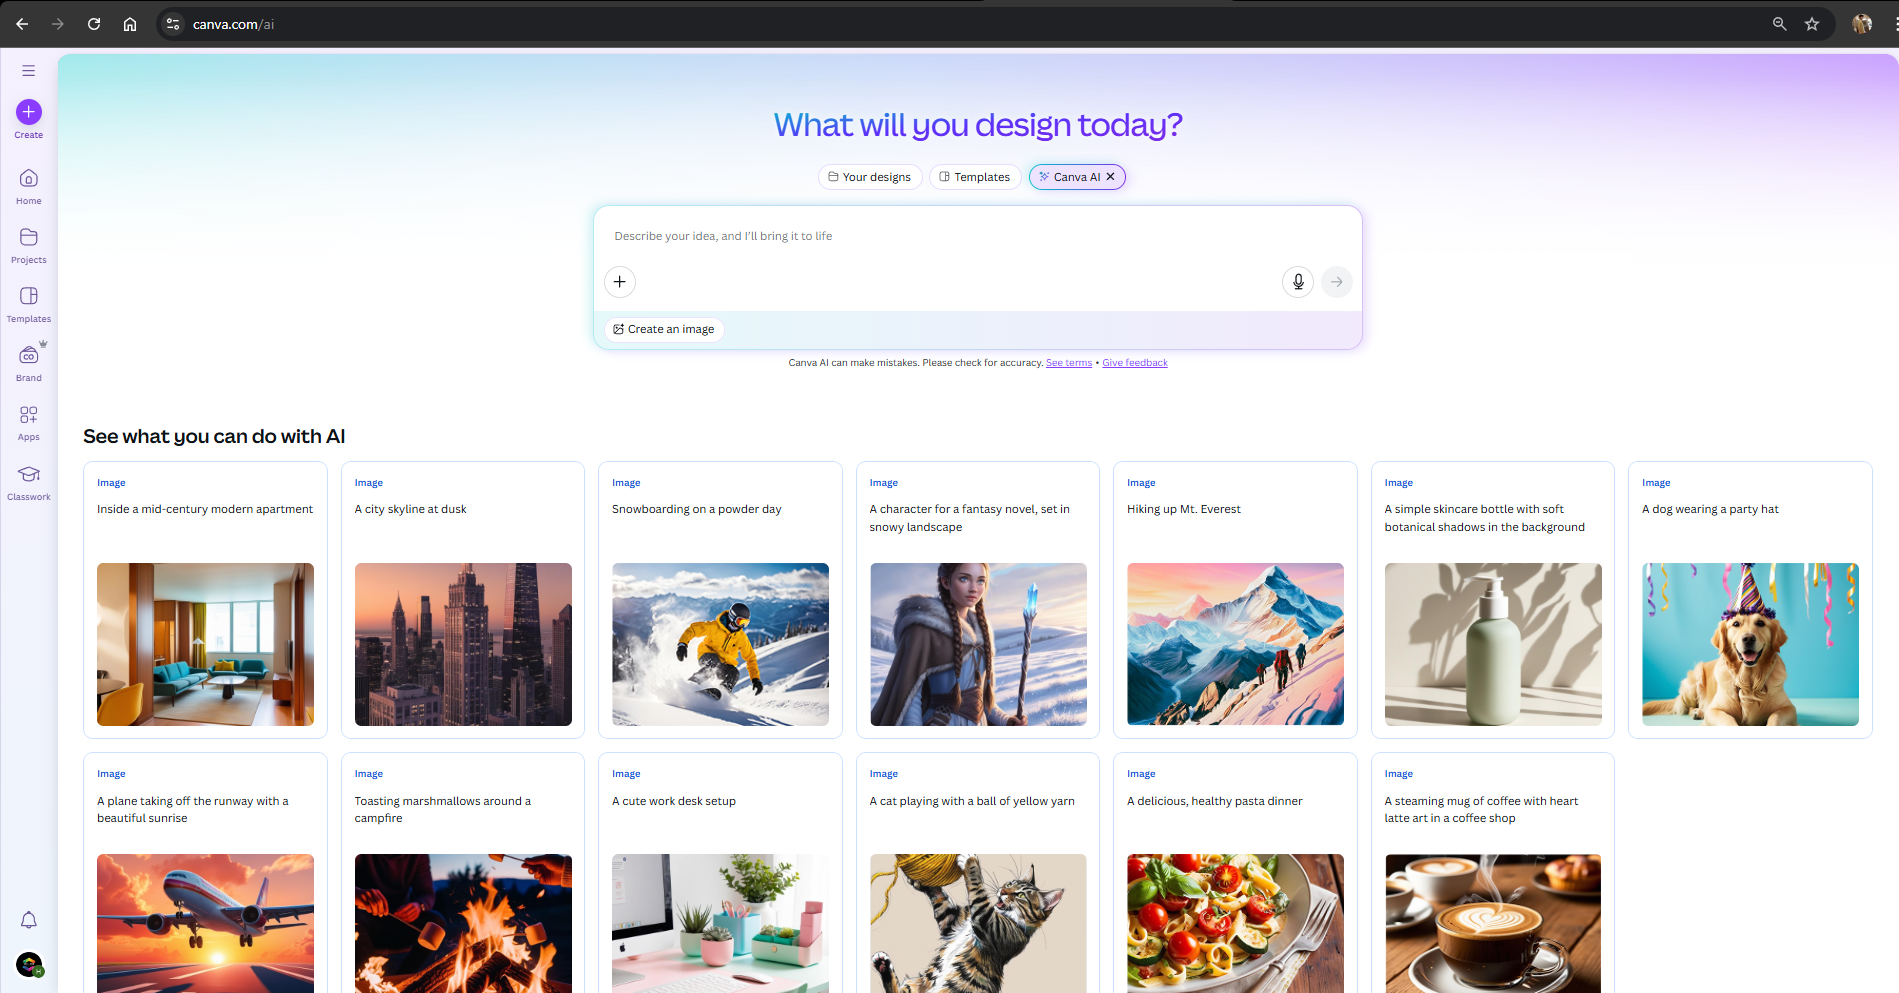 canva.com/ai
Create
Home
Projects
Templates
Brand
Apps
Classwork
What will you design today?
Your designs
Templates
Canva AI
Describe your idea, and I'll bring it to life
Create an image
Canva AI can make mistakes. Please check for accuracy. See terms • Give feedback
See what you can do with AI
Image
Inside a mid-century modern apartment
Image
A city skyline at dusk
Image
Snowboarding on a powder day
Image
A character for a fantasy novel, set in
snowy landscape
Image
Hiking up Mt. Everest
Image
A simple skincare bottle with soft
botanical shadows in the background
Image
A dog wearing a party hat
Image
A plane taking off the runway with a
beautiful sunrise
Image
Toasting marshmallows around a
campfire
Image
A cute work desk setup
Image
A cat playing with a ball of yellow yarn
Image
A delicious, healthy pasta dinner
Image
A steaming mug of coffee with heart
latte art in a coffee shop